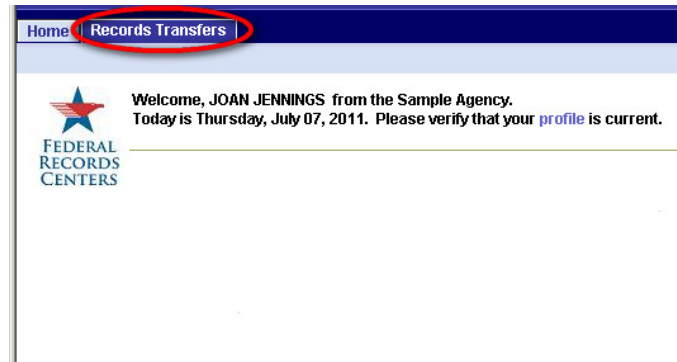 Home Records Transfers
Welcome, JOAN JENNINGS from the Sample Agency.
Today is Thursday, July 07, 2011. Please verify that your profile is current.
FEDERAL
RECORDS
CENTERS